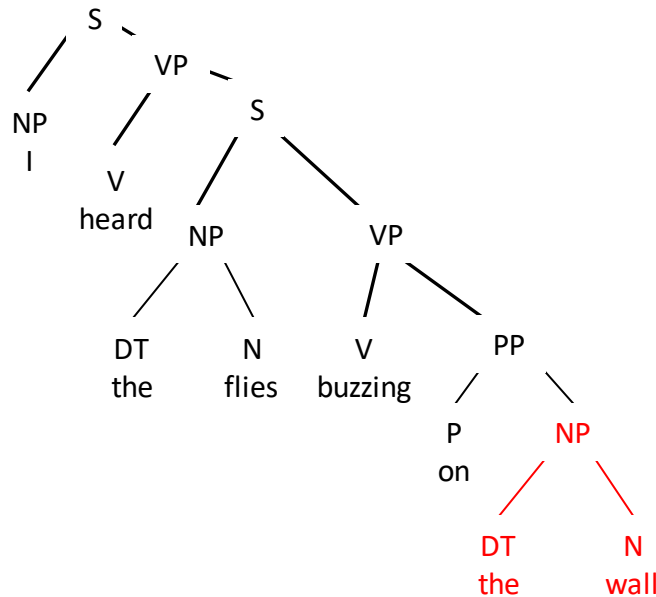 S
VP
S
NP
I
V
heard
NP
VP
DT
the
N
flies
V
buzzing
PP
P
on
NP
DT
the
N
wall